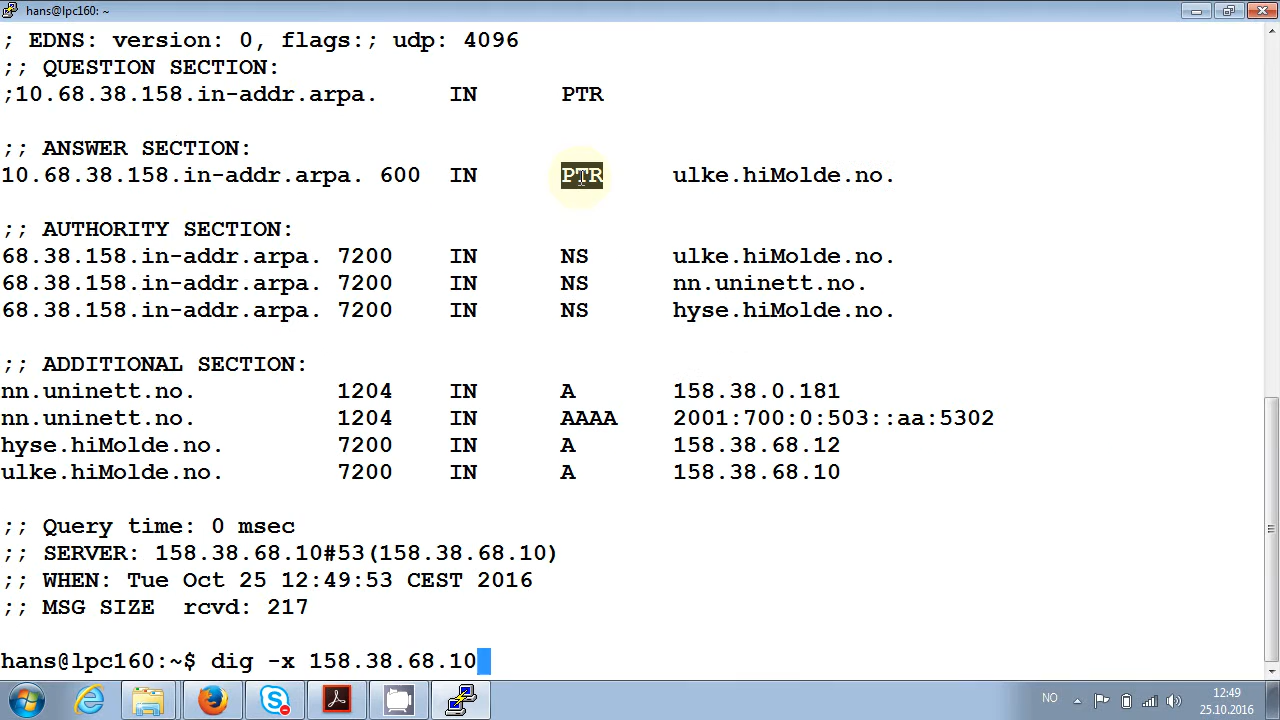 hans@lpc160: ~
; EDNS: version: 0, flags:; udp: 4096
;; QUESTION SECTION:
;10.68.38.158.in-addr.arpa. IN PTR
;; ANSWER SECTION:
10.68.38.158.in-addr.arpa. 600 IN PTR ulke.hiMolde.no.
;; AUTHORITY SECTION:
68.38.158.in-addr.arpa. 7200 IN NS ulke.hiMolde.no.
68.38.158.in-addr.arpa. 7200 IN NS nn.uninett.no.
68.38.158.in-addr.arpa. 7200 IN NS hyse.hiMolde.no.
;; ADDITIONAL SECTION:
nn.uninett.no. 1204 IN A 158.38.0.181
nn.uninett.no. 1204 IN AAAA 2001:700:0:503::aa:5302
hyse.hiMolde.no. 7200 IN A 158.38.68.12
ulke.hiMolde.no. 7200 IN A 158.38.68.10
;; Query time: 0 msec
;; SERVER: 158.38.68.10#53(158.38.68.10)
;; WHEN: Tue Oct 25 12:49:53 CEST 2016
;; MSG SIZE rcvd: 217
hans@lpc160:~$ dig -x 158.38.68.10
NO
12:49
25.10.2016